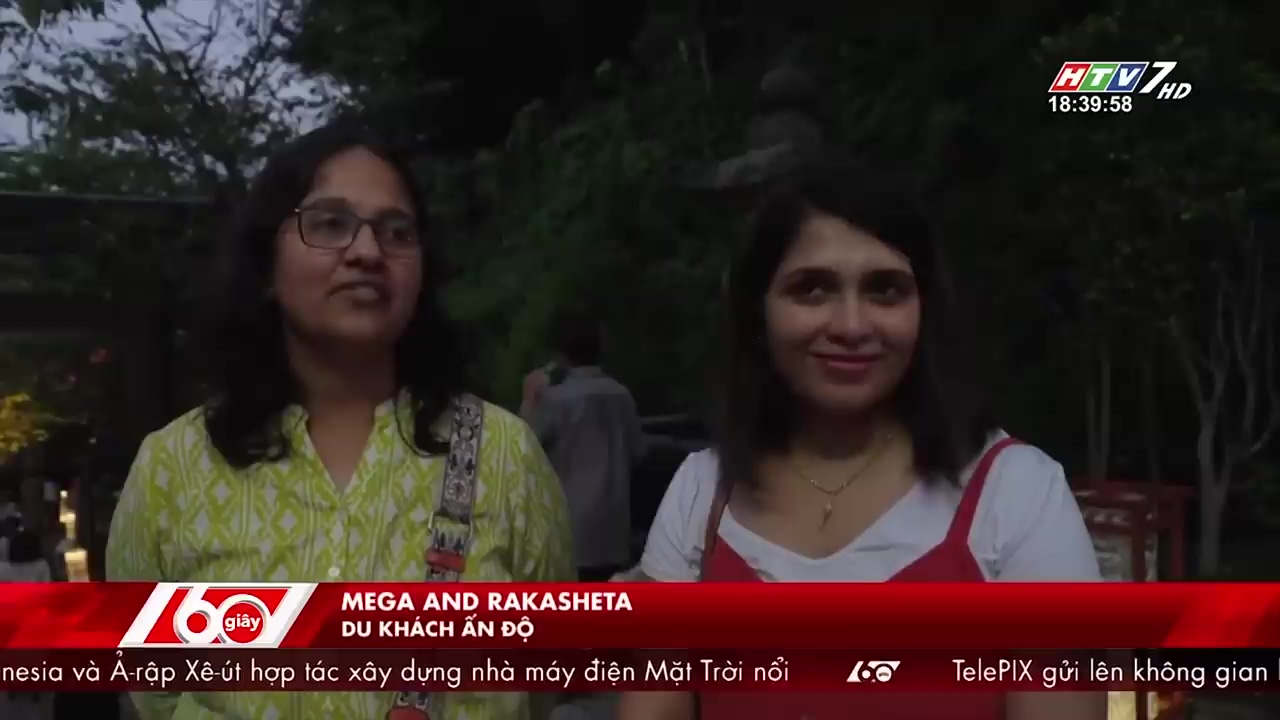 HTV7 HD
18:39:58
60 giây
MEGA AND RAKASHETA
DU KHÁCH ẤN ĐỘ
nesia và Ả-rập Xê-út hợp tác xây dựng nhà máy điện Mặt Trời nổi
60
TelePIX gửi lên không gian